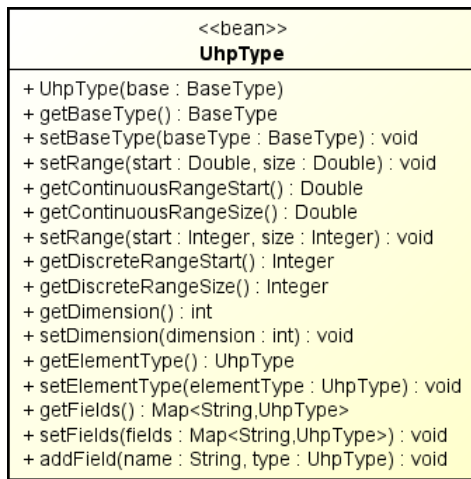 <<bean>>
UhpType
+ UhpType(base : BaseType)
+ getBaseType() : BaseType
+ setBaseType(baseType : BaseType) : void
+ setRange(start : Double, size : Double) : void
+ getContinuousRangeStart() : Double
+ getContinuousRangeSize() : Double
+ setRange(start : Integer, size : Integer) : void
+ getDiscreteRangeStart() : Integer
+ getDiscreteRangeSize() : Integer
+ getDimension() : int
+ setDimension(dimension : int) : void
+ getElementType() : UhpType
+ setElementType(elementType : UhpType) : void
+ getFields() : Map<String,UhpType>
+ setFields(fields : Map<String,UhpType>) : void
+ addField(name : String, type : UhpType) : void